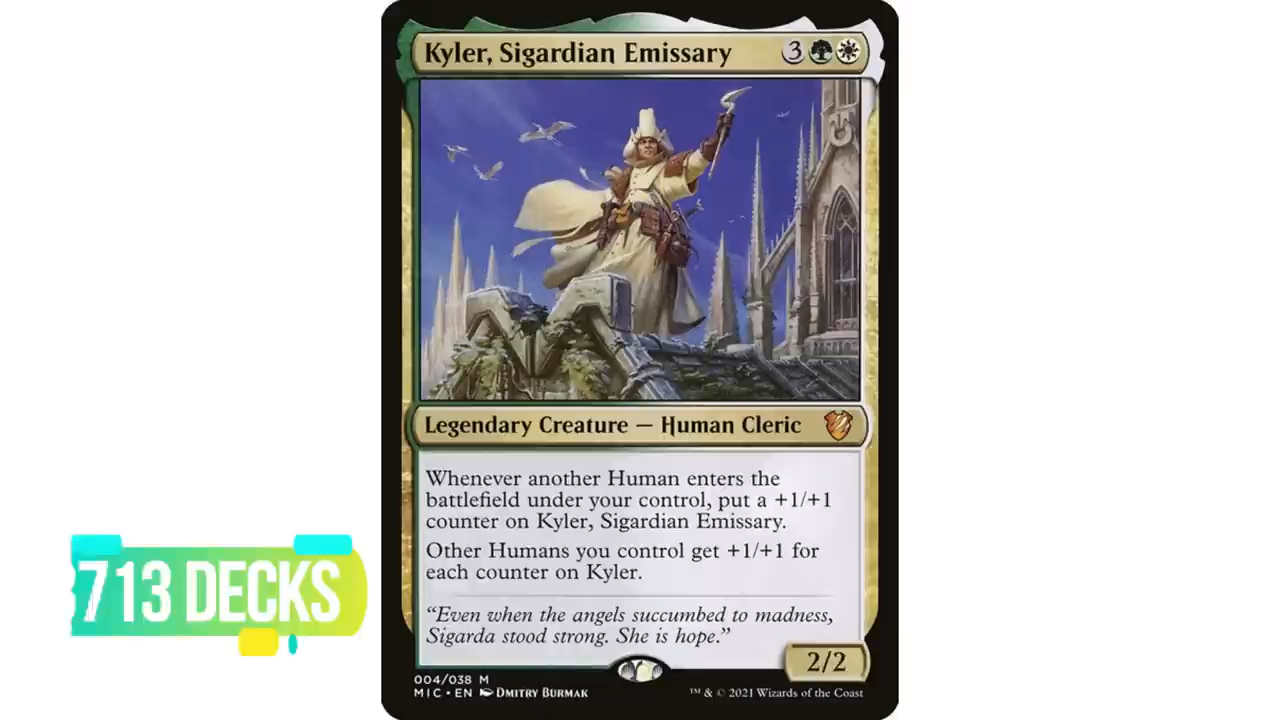 Kyler, Sigardian Emissary 3
Legendary Creature — Human Cleric
Whenever another Human enters the
battlefield under your control, put a +1/+1
counter on Kyler, Sigardian Emissary.
Other Humans you control get +1/+1 for
each counter on Kyler.
“Even when the angels succumbed to madness,
Sigarda stood strong. She is hope.”
2/2
004/038 M
MIC • EN DMITRY BURMAK
™ & © 2021 Wizards of the Coast
713 DECKS